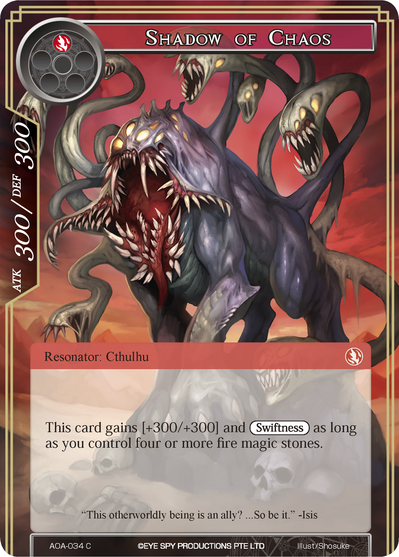 SHADOW OF CHAOS
ATK 300/DEF 300
Resonator: Cthulhu
This card gains [+300/+300] and Swiftness as long
as you control four or more fire magic stones.
“This otherworldly being is an ally? ...So be it.” -Isis
AOA-034 C ©EYE SPY PRODUCTIONS PTE LTD Illust:Shosuke